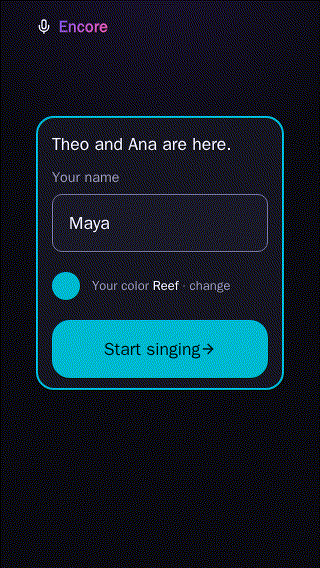 Encore
Theo and Ana are here.
Your name
Maya
Your color Reef · change
Start singing→